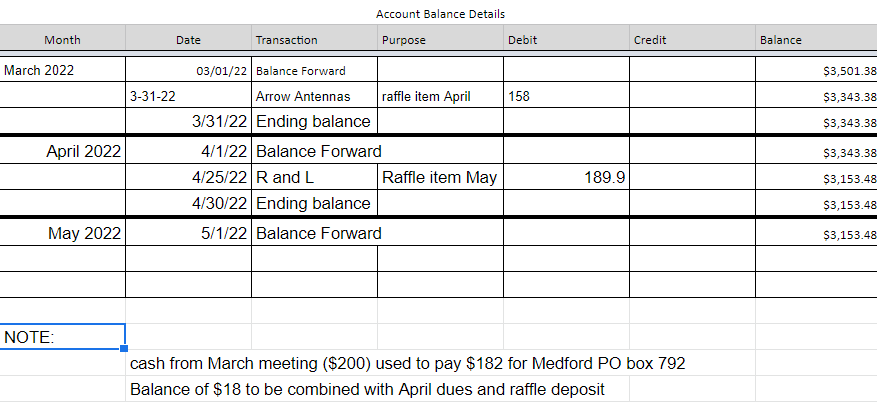 Account Balance Details
Month Date Transaction Purpose Debit Credit Balance
March 2022 03/01/22 Balance Forward $3,501.38
3-31-22 Arrow Antennas raffle item April 158 $3,343.38
3/31/22 Ending balance $3,343.38
April 2022 4/1/22 Balance Forward $3,343.38
4/25/22 R and L Raffle item May 189.9 $3,153.48
4/30/22 Ending balance $3,153.48
May 2022 5/1/22 Balance Forward $3,153.48
NOTE:
cash from March meeting ($200) used to pay $182 for Medford PO box 792
Balance of $18 to be combined with April dues and raffle deposit